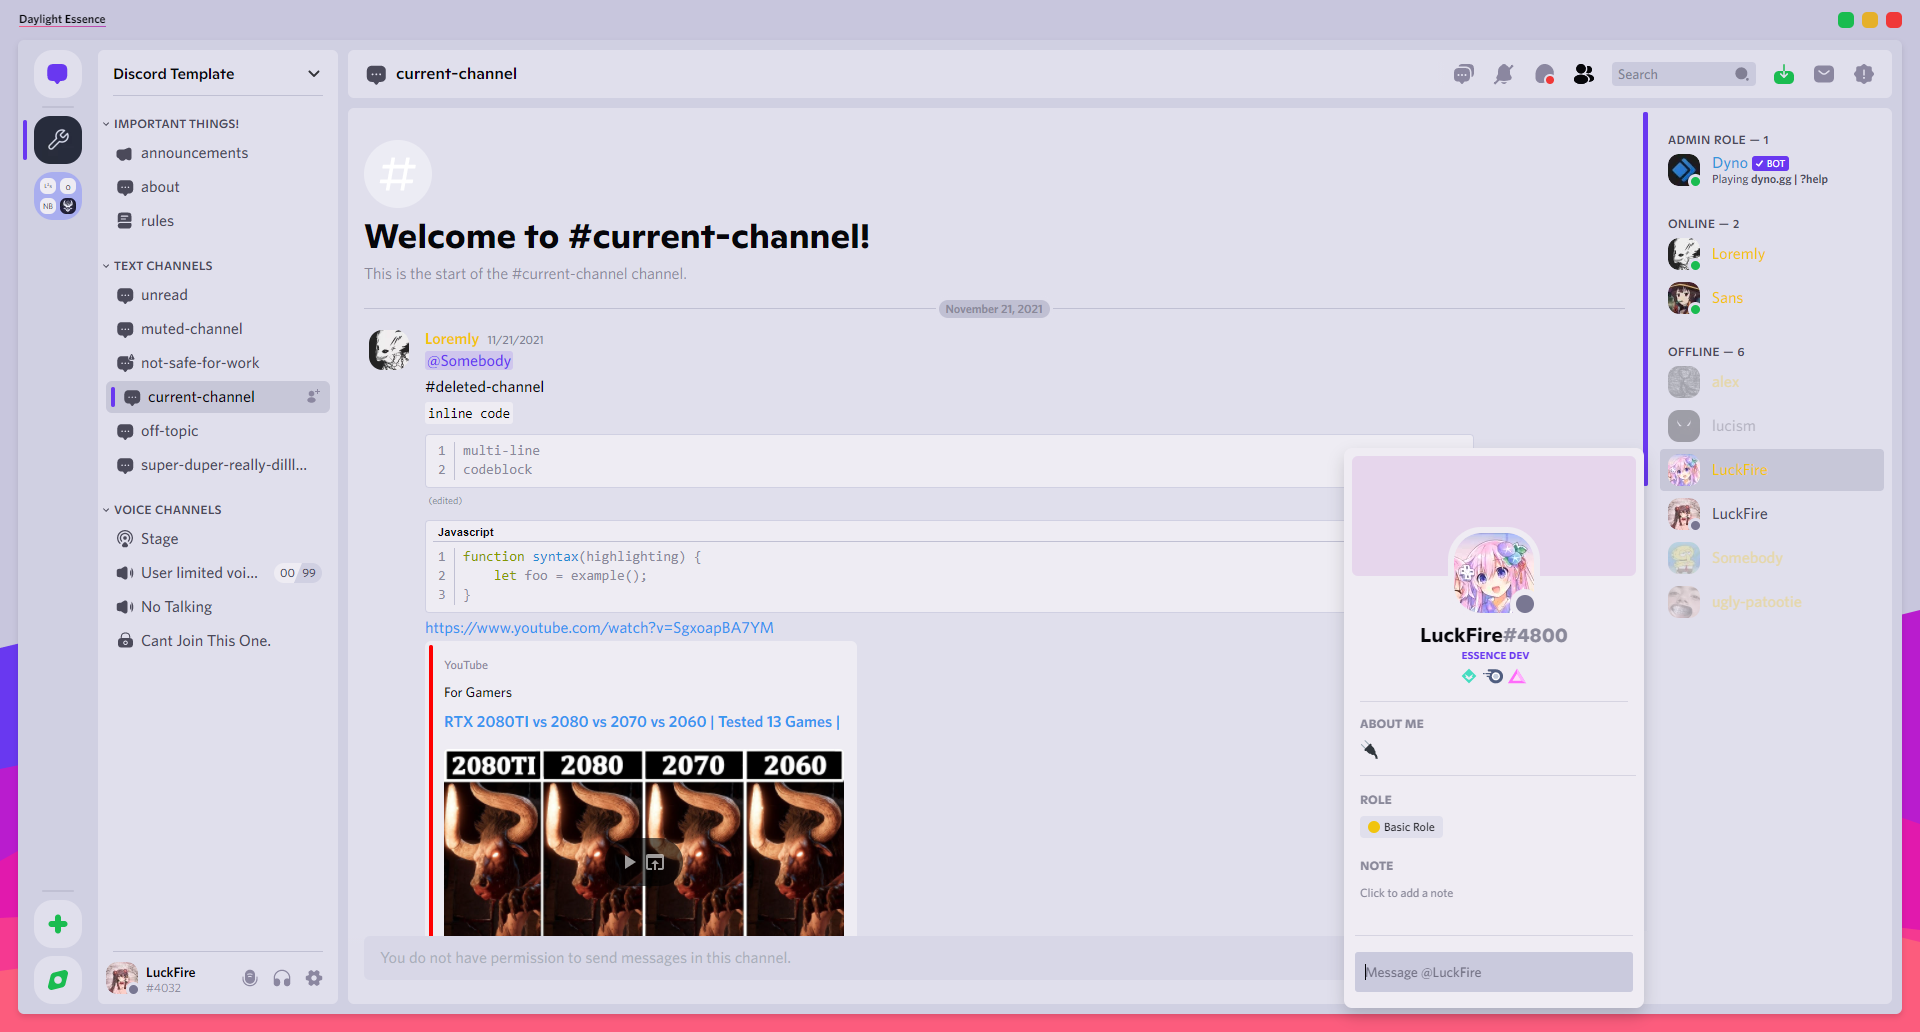 Daylight Essence
Discord Template
IMPORTANT THINGS!
announcements
about
rules
TEXT CHANNELS
unread
muted-channel
not-safe-for-work
current-channel
off-topic
super-duper-really-dilll...
VOICE CHANNELS
Stage
User limited voi... 00 99
No Talking
Cant Join This One.
NB
LuckFire
#4032
current-channel
Search
Welcome to #current-channel!
This is the start of the #current-channel channel.
November 21, 2021
Loremly 11/21/2021
@Somebody
#deleted-channel
inline code
1 multi-line
2 codeblock
(edited)
Javascript
1 function syntax(highlighting) {
2 let foo = example();
3 }
https://www.youtube.com/watch?v=SgxoapBA7YM
YouTube
For Gamers
RTX 2080TI vs 2080 vs 2070 vs 2060 | Tested 13 Games |
2080TI 2080 2070 2060
You do not have permission to send messages in this channel.
LuckFire#4800
ESSENCE DEV
ABOUT ME
ROLE
Basic Role
NOTE
Click to add a note
Message @LuckFire
ADMIN ROLE — 1
Dyno BOT
Playing dyno.gg | ?help
ONLINE — 2
Loremly
Sans
OFFLINE — 6
alex
lucism
LuckFire
LuckFire
Somebody
ugly-patootie